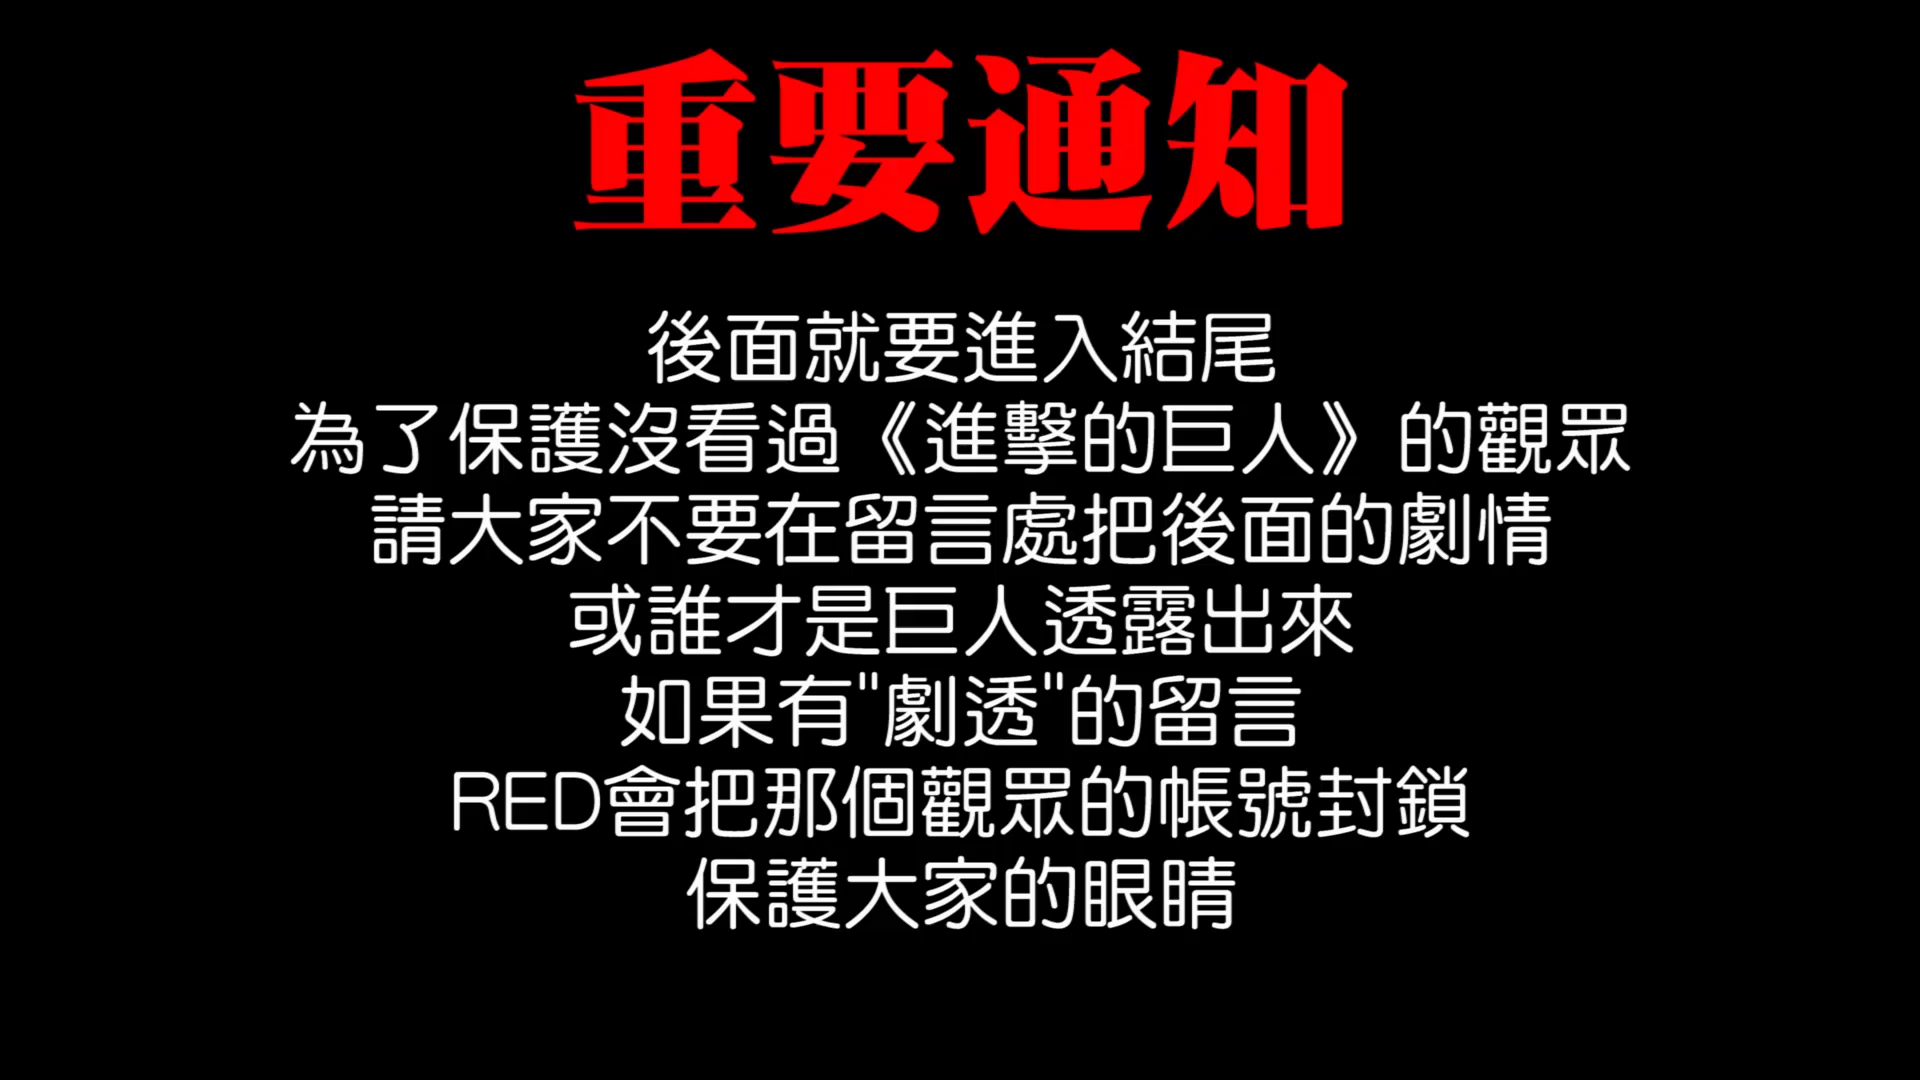 重要通知
後面就要進入結尾
為了保護沒看過《進擊的巨人》的觀眾
請大家不要在留言處把後面的劇情
或誰才是巨人透露出來
如果有"劇透"的留言
RED會把那個觀眾的帳號封鎖
保護大家的眼睛